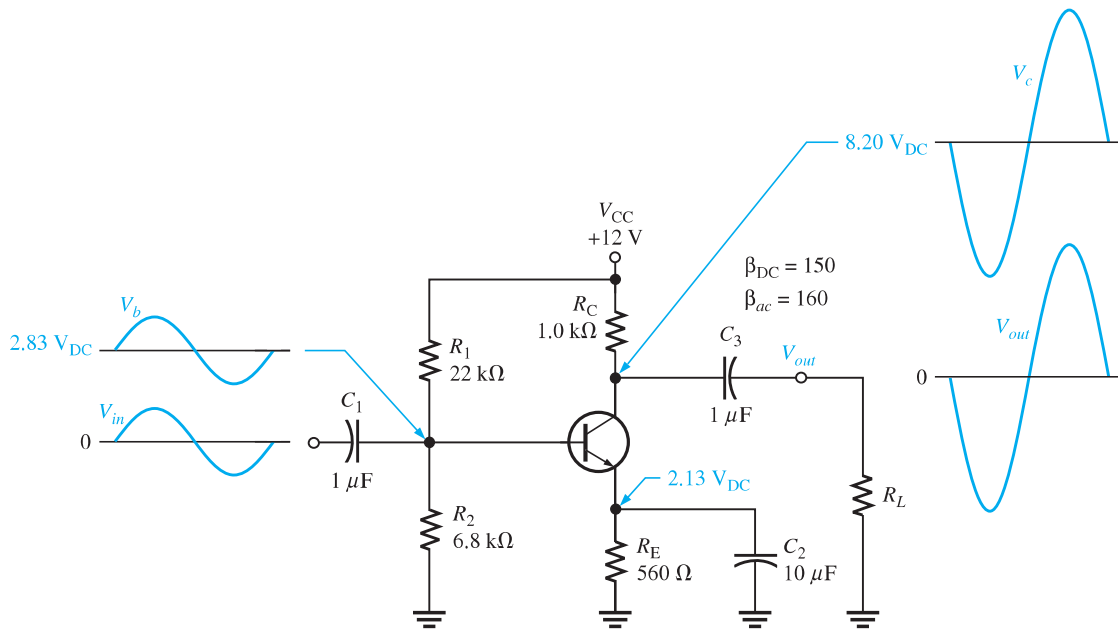 V_c
8.20 V_DC
V_CC
+12 V
β_DC = 150
β_ac = 160
V_b
R_C
1.0 kΩ
2.83 V_DC
R_1
22 kΩ
C_3
V_out
V_out
1 μF
0
V_in
C_1
0
1 μF
2.13 V_DC
R_L
R_2
6.8 kΩ
R_E
560 Ω
C_2
10 μF